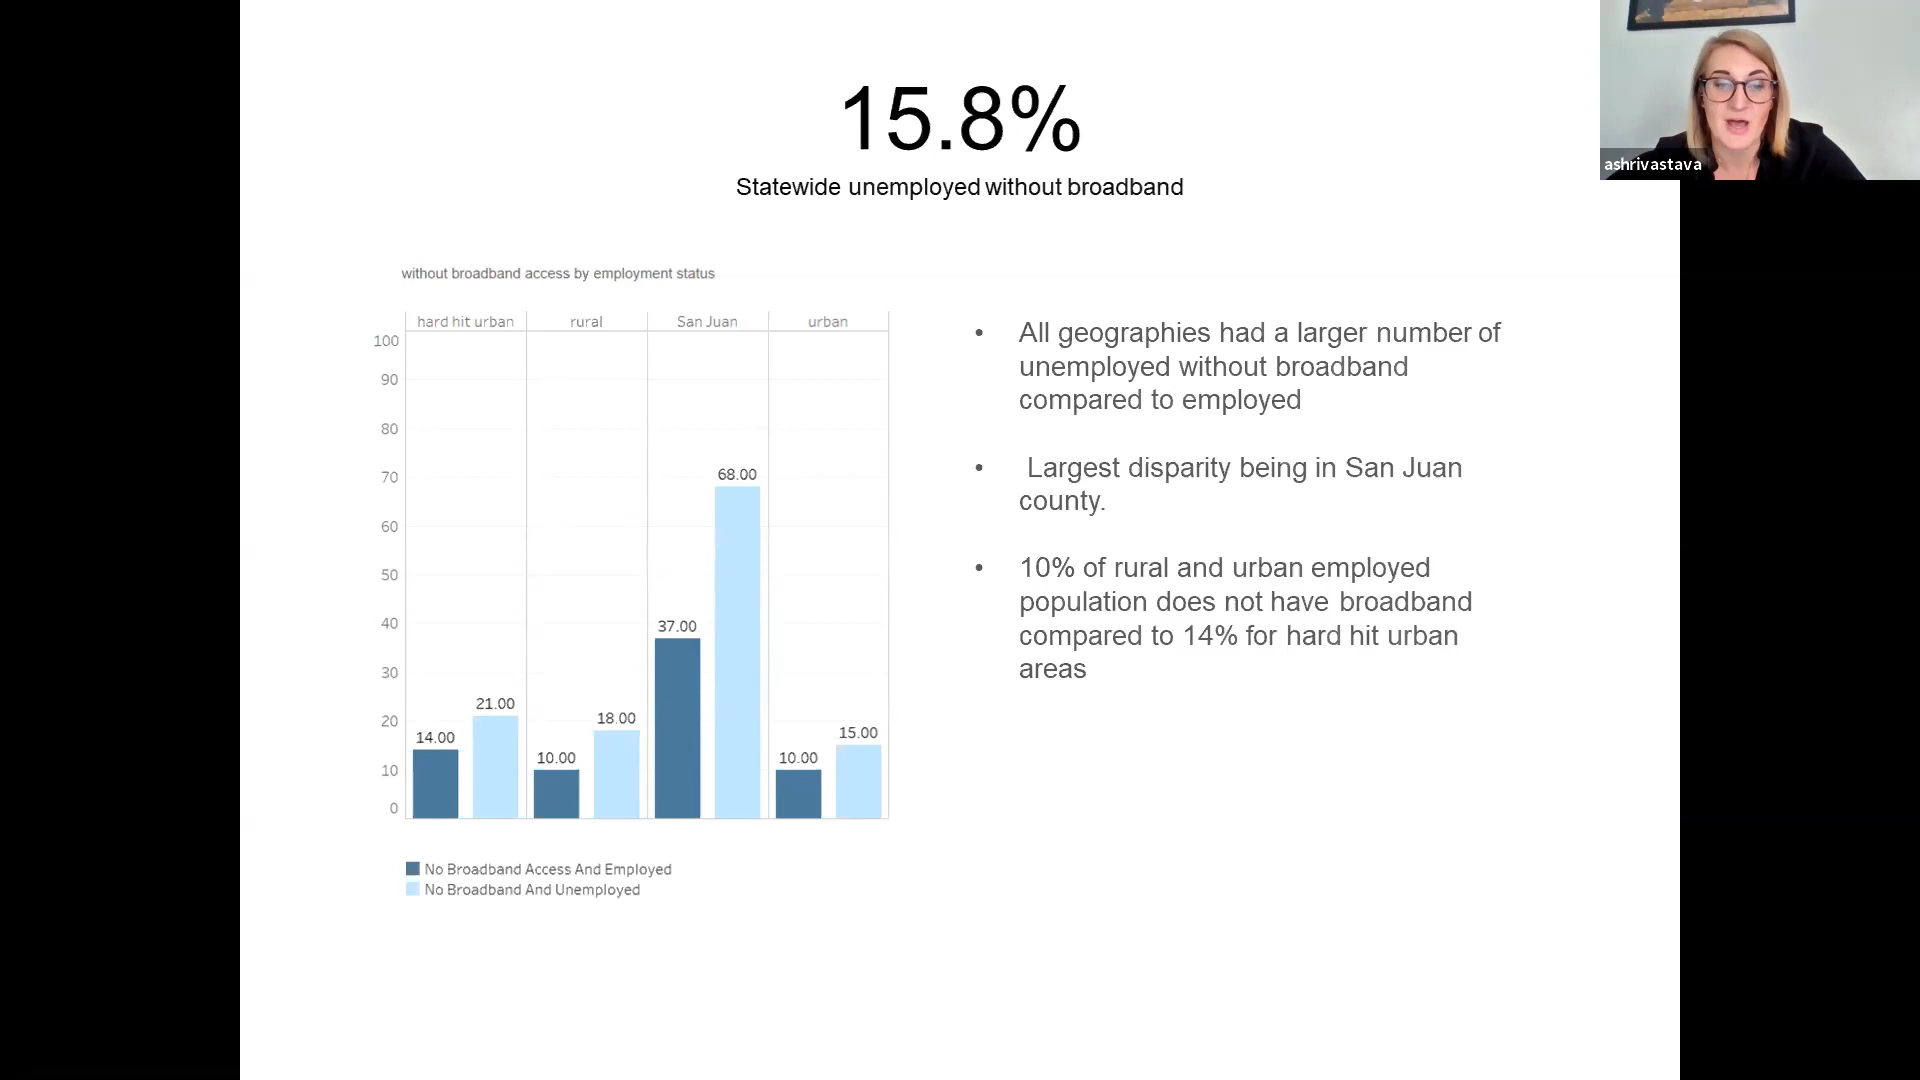 15.8%
Statewide unemployed without broadband
ashrivastava
without broadband access by employment status
hard hit urban rural San Juan urban
100
90
80
70
60
50
40
30
20
10
0
14.00
21.00
10.00
18.00
37.00
68.00
10.00
15.00
No Broadband Access And Employed
No Broadband And Unemployed
• All geographies had a larger number of
unemployed without broadband
compared to employed
• Largest disparity being in San Juan
county.
• 10% of rural and urban employed
population does not have broadband
compared to 14% for hard hit urban
areas